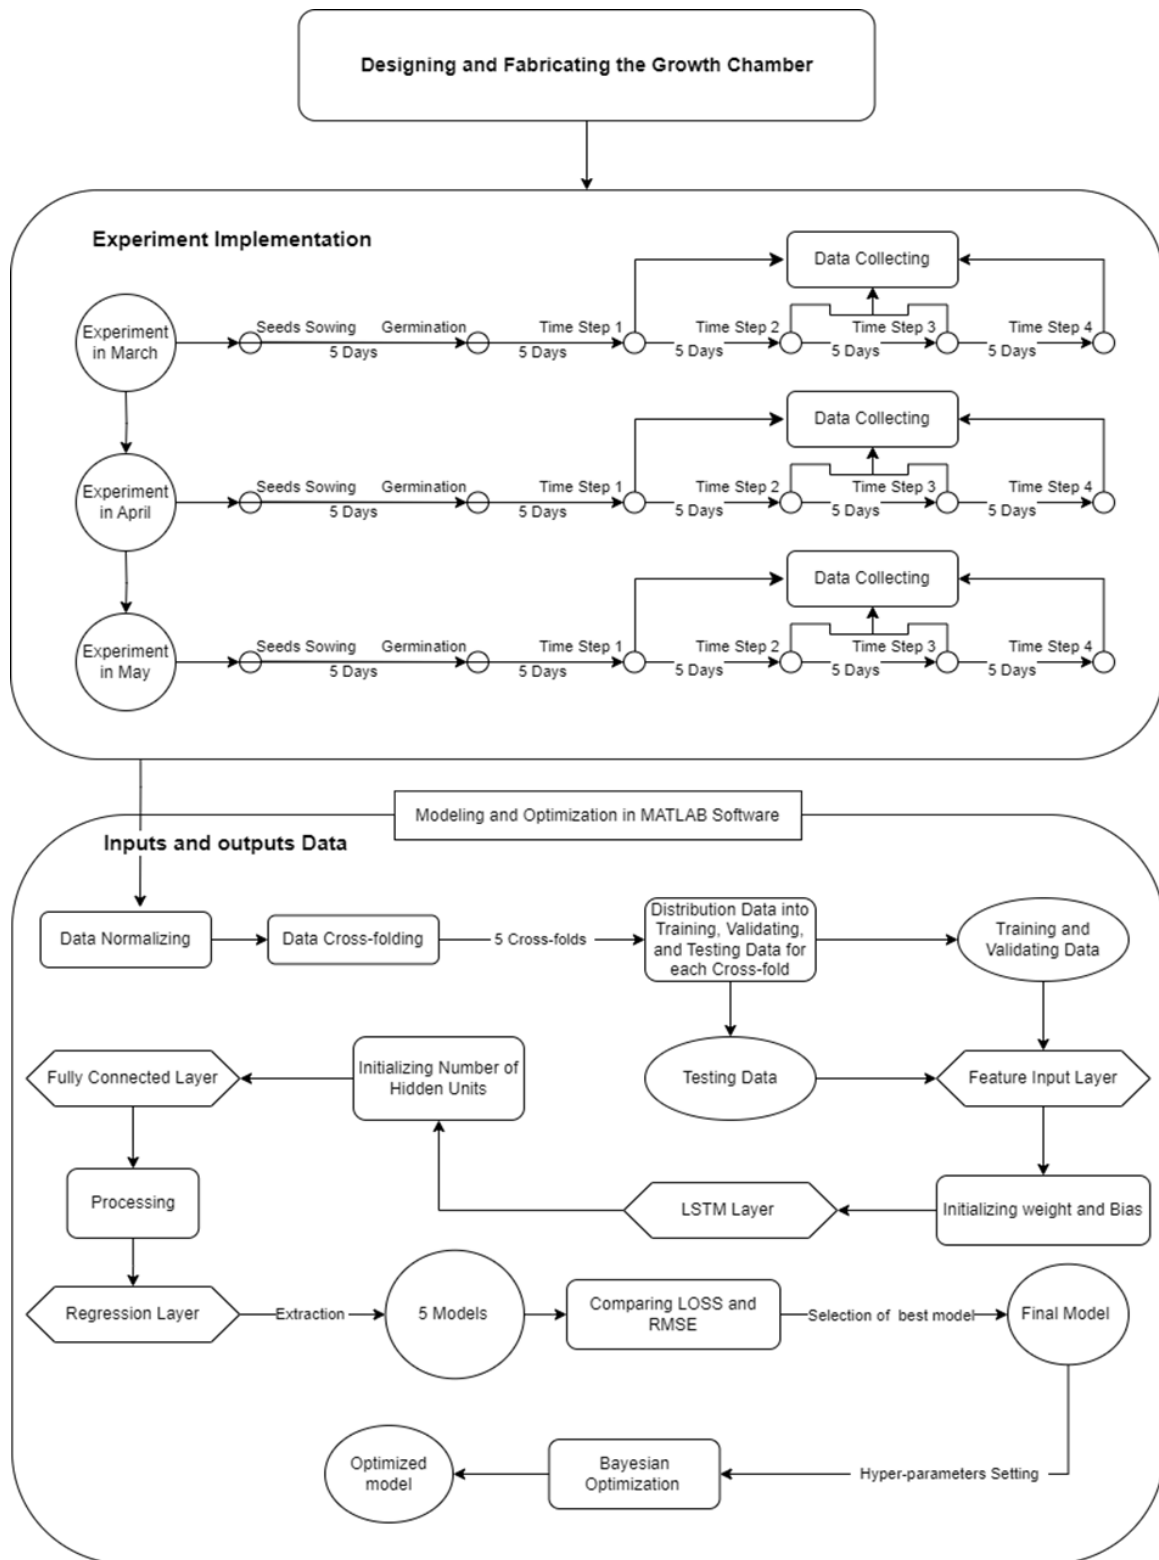 Designing and Fabricating the Growth Chamber
Experiment Implementation
Data Collecting
Experiment
in March
Seeds Sowing
Germination
Time Step 1
Time Step 2
Time Step 3
Time Step 4
5 Days
5 Days
5 Days
5 Days
5 Days
Data Collecting
Experiment
in April
Seeds Sowing
Germination
Time Step 1
Time Step 2
Time Step 3
Time Step 4
5 Days
5 Days
5 Days
5 Days
5 Days
Data Collecting
Experiment
in May
Seeds Sowing
Germination
Time Step 1
Time Step 2
Time Step 3
Time Step 4
5 Days
5 Days
5 Days
5 Days
5 Days
Modeling and Optimization in MATLAB Software
Inputs and outputs Data
Data Normalizing
Data Cross-folding
5 Cross-folds
Distribution Data into
Training, Validating,
and Testing Data for
each Cross-fold
Training and
Validating Data
Testing Data
Feature Input Layer
Initializing weight and Bias
LSTM Layer
Initializing Number of
Hidden Units
Fully Connected Layer
Processing
Regression Layer
Extraction
5 Models
Comparing LOSS and
RMSE
Selection of best model
Final Model
Hyper-parameters Setting
Bayesian
Optimization
Optimized
model